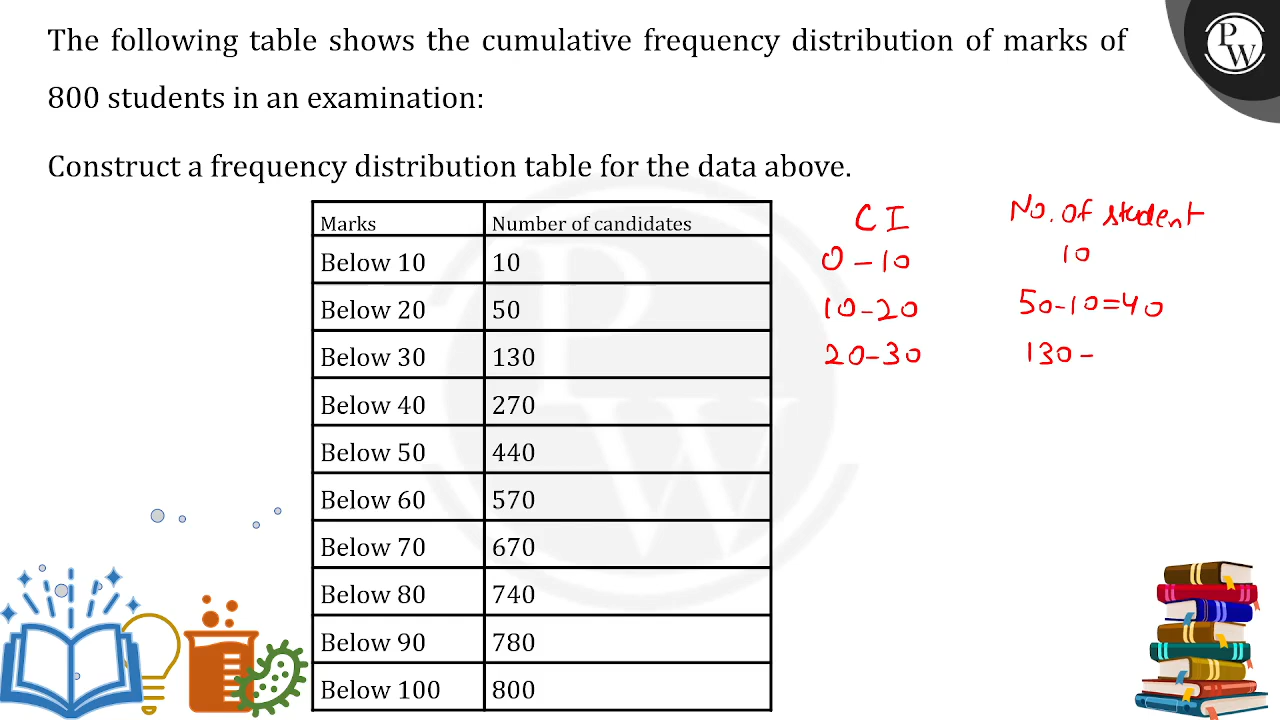 The following table shows the cumulative frequency distribution of marks of
800 students in an examination:
Construct a frequency distribution table for the data above.
Marks Number of candidates
Below 10 10
Below 20 50
Below 30 130
Below 40 270
Below 50 440
Below 60 570
Below 70 670
Below 80 740
Below 90 780
Below 100 800
C I No. of student
0 - 10 10
10 - 20 50 - 10 = 40
20 - 30 130 -
P
W
PW